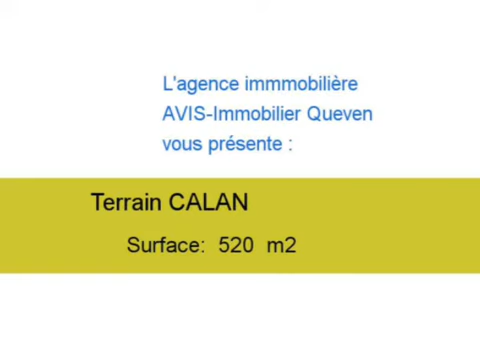 L'agence immmobilière
AVIS-Immobilier Queven
vous présente :
Terrain CALAN
Surface: 520 m2